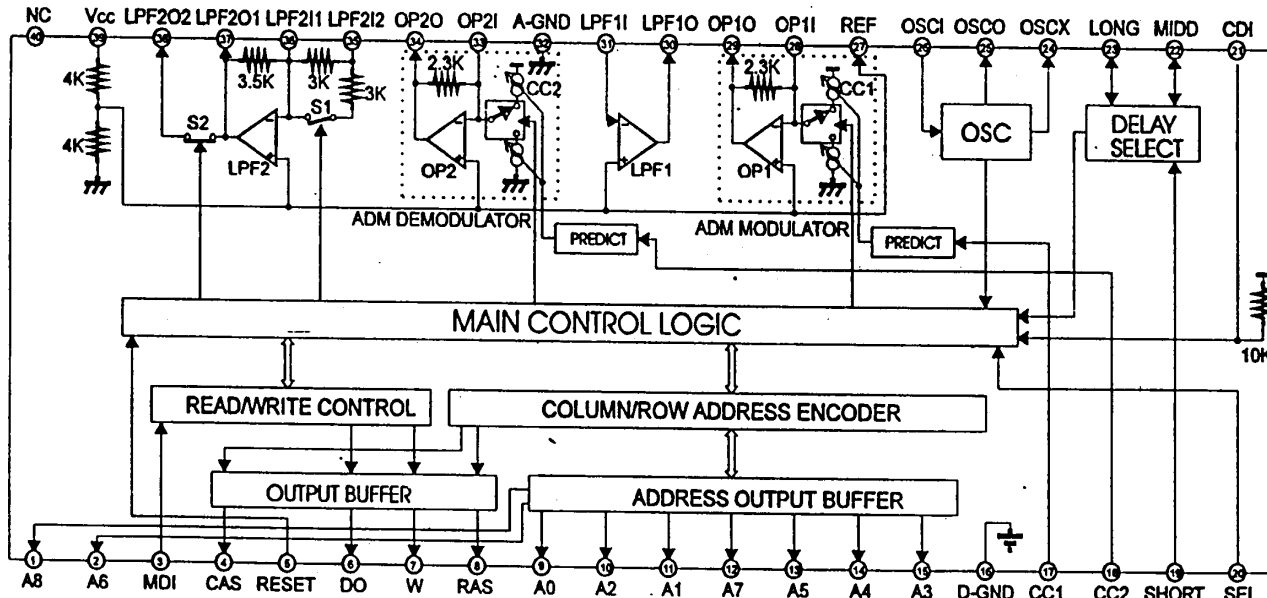 NC Vcc LPF2O2 LPF2O1 LPF2I1 LPF2I2 OP2O OP2I A-GND LPF1I LPF1O OP1O OP1I REF OSCI OSCO OSCX LONG MIDD CDI
40 39 38 37 36 35 34 33 32 31 30 29 28 27 26 25 24 23 22 21
4K 3.5K 3K 3K 2.3K CC2 2.3K CC1
S2 S1
OSC
DELAY
SELECT
4K
LPF2 OP2 LPF1 OP1
ADM DEMODULATOR
ADM MODULATOR
PREDICT
PREDICT
MAIN CONTROL LOGIC
10K
READ/WRITE CONTROL
COLUMN/ROW ADDRESS ENCODER
OUTPUT BUFFER
ADDRESS OUTPUT BUFFER
1 2 3 4 5 6 7 8 9 10 11 12 13 14 15 16 17 18 19 20
A8 A6 MDI CAS RESET DO W RAS A0 A2 A1 A7 A5 A4 A3 D-GND CC1 CC2 SHORT SEL